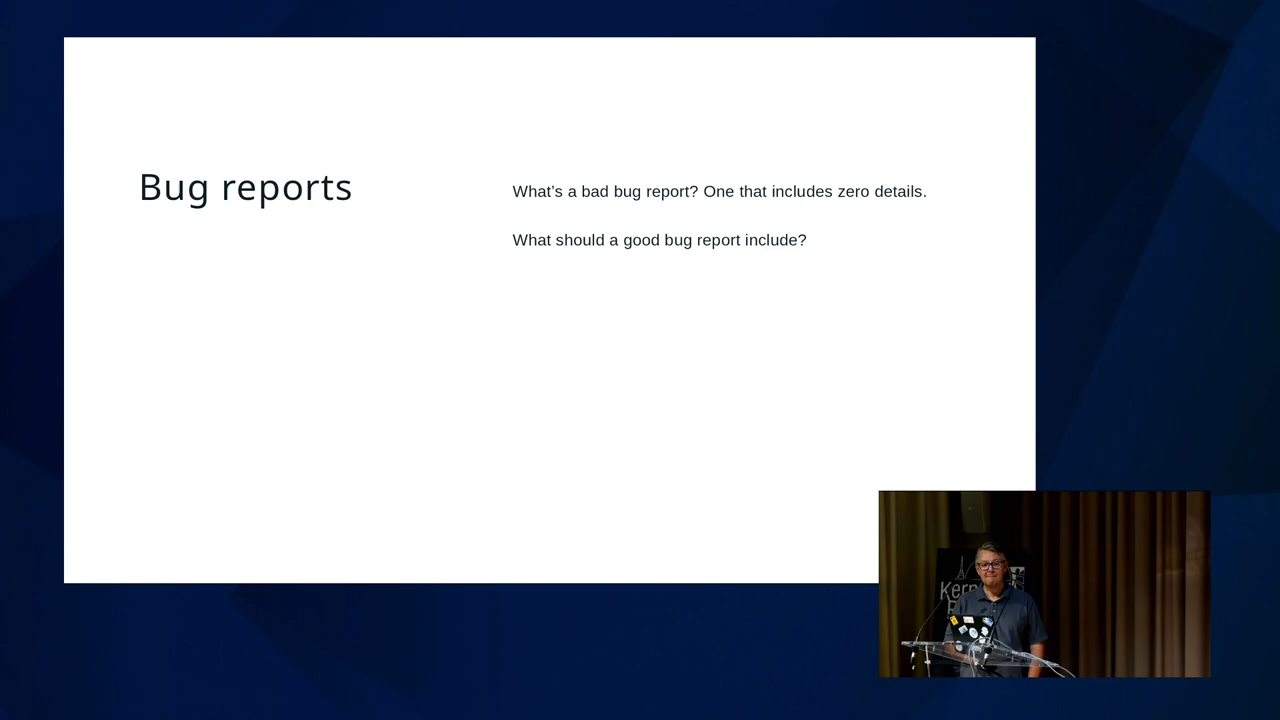 Bug reports
What's a bad bug report? One that includes zero details.
What should a good bug report include?